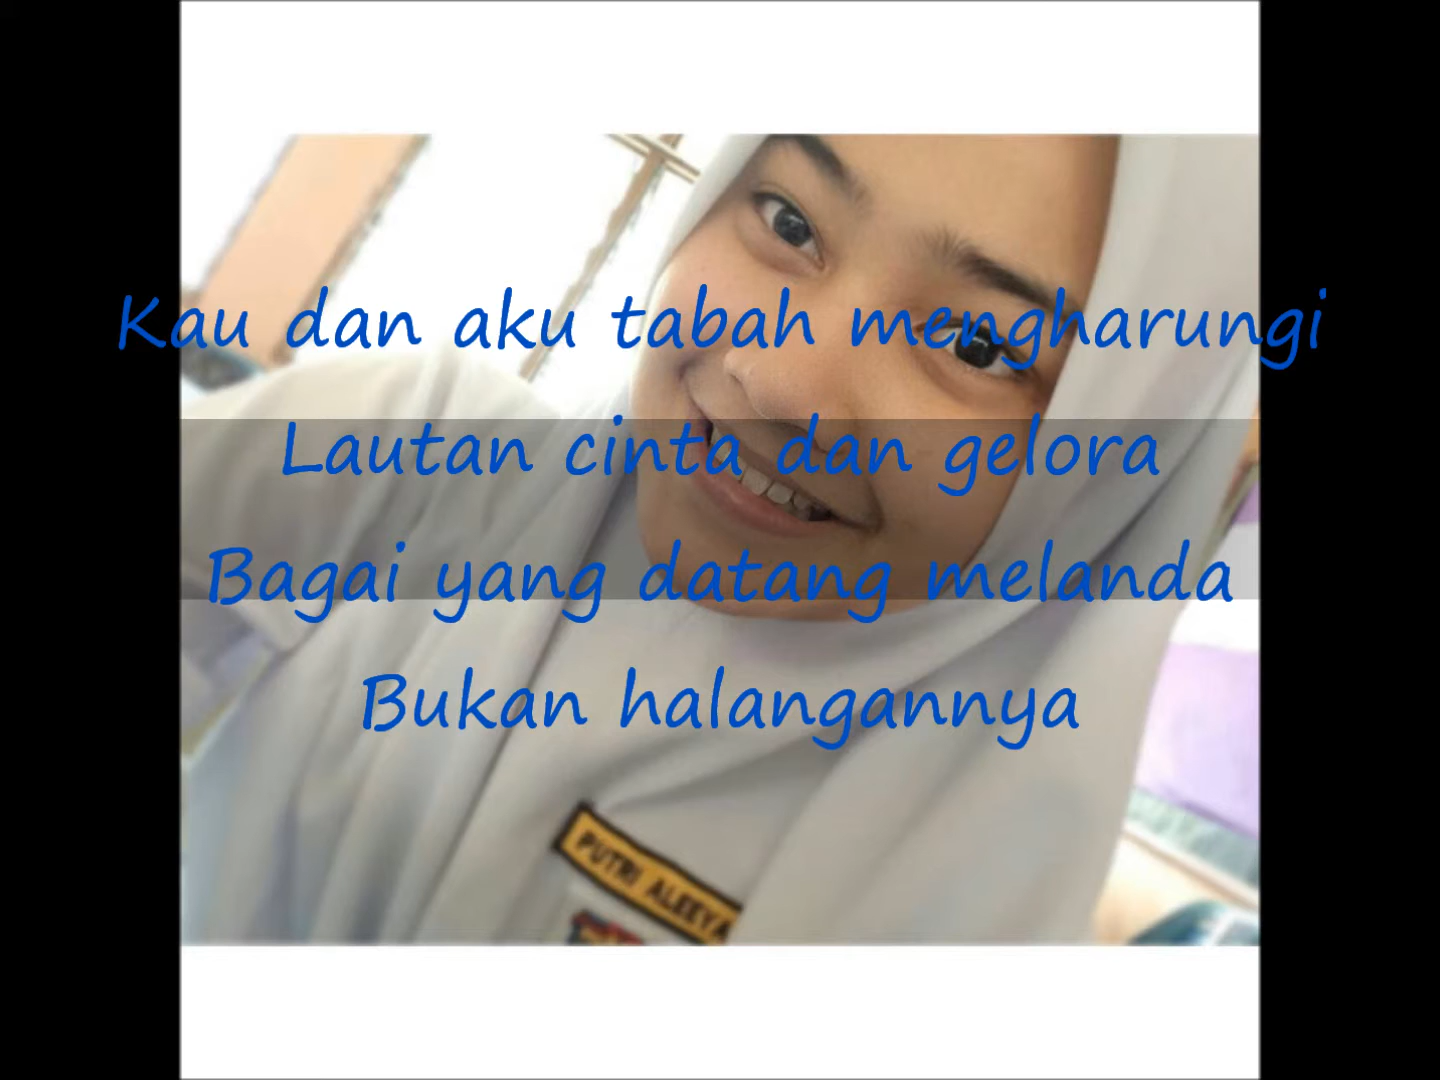 Kau dan aku tabah mengharungi
Lautan cinta dan gelora
Bagai yang datang melanda
Bukan halangannya
PUTRI ALEEYA